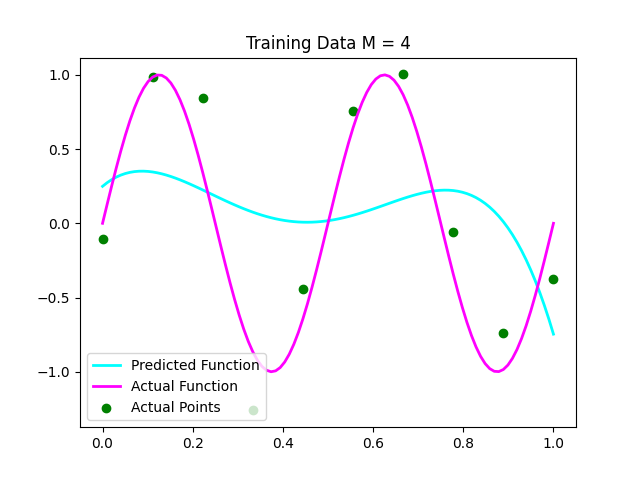 Training Data M = 4
1.0
0.5
0.0
−0.5
−1.0
Predicted Function
Actual Function
Actual Points
0.0 0.2 0.4 0.6 0.8 1.0